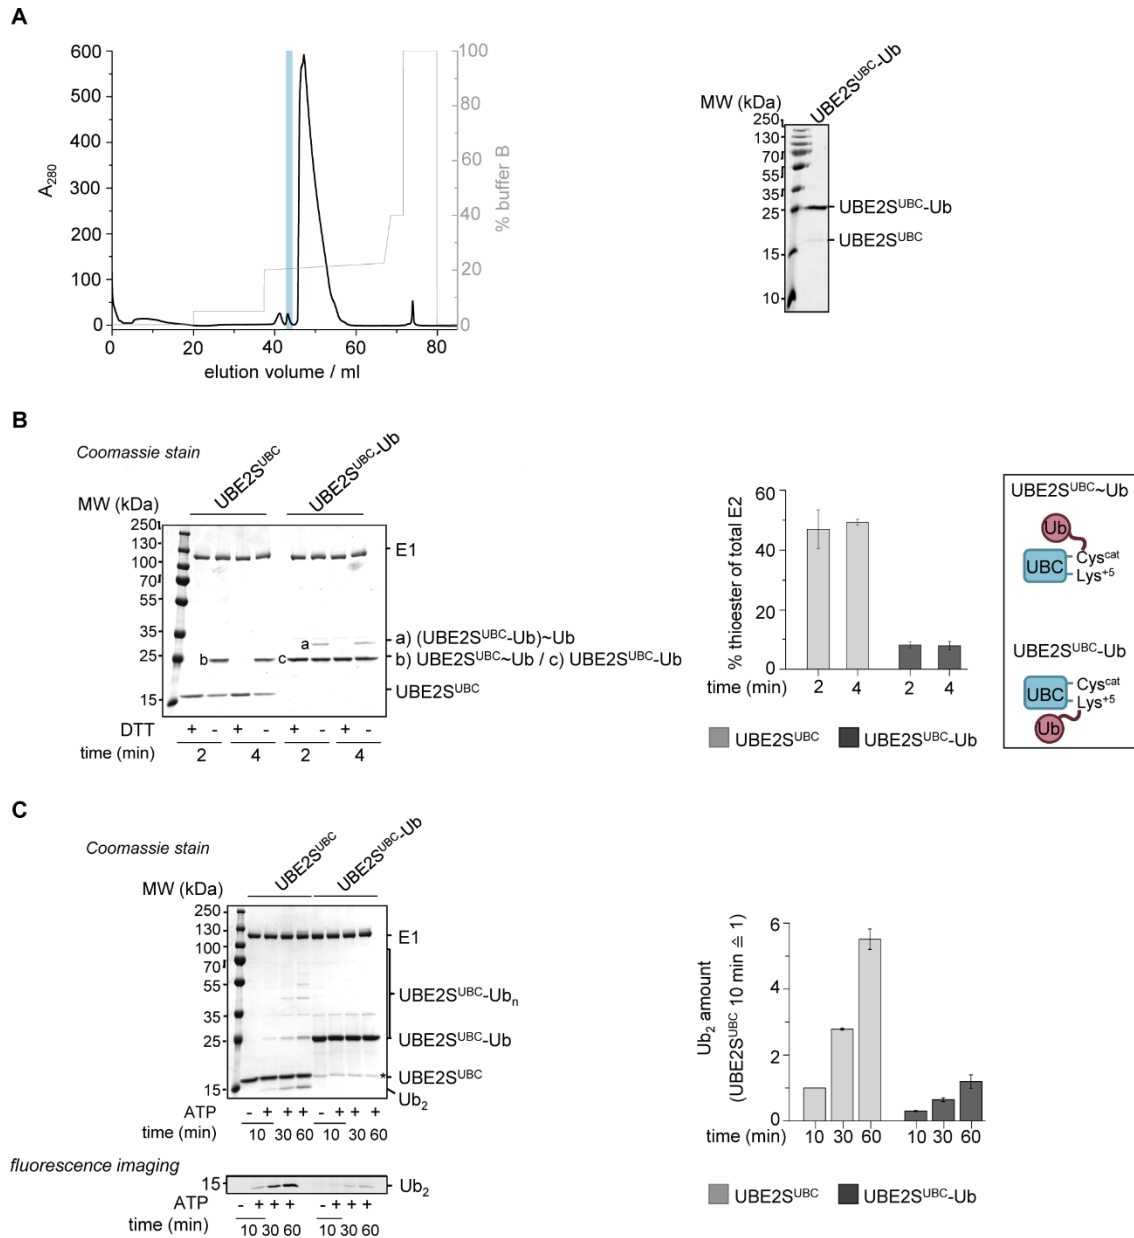 A
600
500
400
300
200
100
0
A280
100
80
60
40
20
0
% buffer B
0 20 40 60 80
elution volume / ml
MW (kDa)
UBE2SUBC-Ub
250
130
70
55
35
25
15
10
UBE2SUBC-Ub
UBE2SUBC
B
Coomassie stain
UBE2SUBC
UBE2SUBC-Ub
MW (kDa)
250
130
100
70
55
35
25
15
E1
a
a) (UBE2SUBC-Ub)~Ub
b
c
b) UBE2SUBC~Ub / c) UBE2SUBC-Ub
UBE2SUBC
DTT + - + - + - + -
time (min) 2 4 2 4
60
40
20
0
% thioester of total E2
time (min) 2 4 2 4
UBE2SUBC UBE2SUBC-Ub
UBE2SUBC~Ub
Ub
UBC
Cyscat
Lys+5
UBE2SUBC-Ub
UBC
Cyscat
Lys+5
Ub
C
Coomassie stain
UBE2SUBC
UBE2SUBC-Ub
MW (kDa)
250
130
100
70
55
35
25
15
E1
UBE2SUBC-Ubn
UBE2SUBC-Ub
* UBE2SUBC
Ub2
ATP - + + + - + + +
time (min) 10 30 60 10 30 60
fluorescence imaging
15
Ub2
ATP - + + + - + + +
time (min) 10 30 60 10 30 60
6
4
2
0
Ub2 amount
(UBE2SUBC 10 min ≙ 1)
time (min) 10 30 60 10 30 60
UBE2SUBC UBE2SUBC-Ub